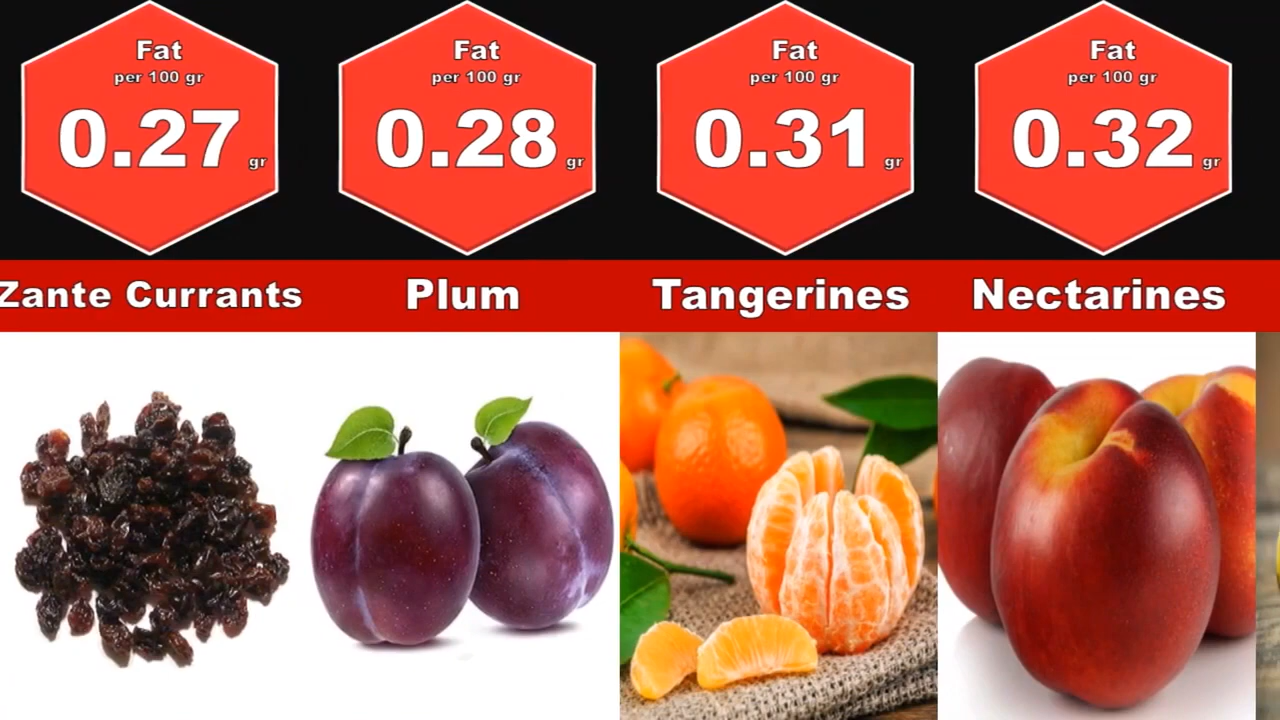 Fat
per 100 gr
0.27 gr
Fat
per 100 gr
0.28 gr
Fat
per 100 gr
0.31 gr
Fat
per 100 gr
0.32 gr
Zante Currants
Plum
Tangerines
Nectarines